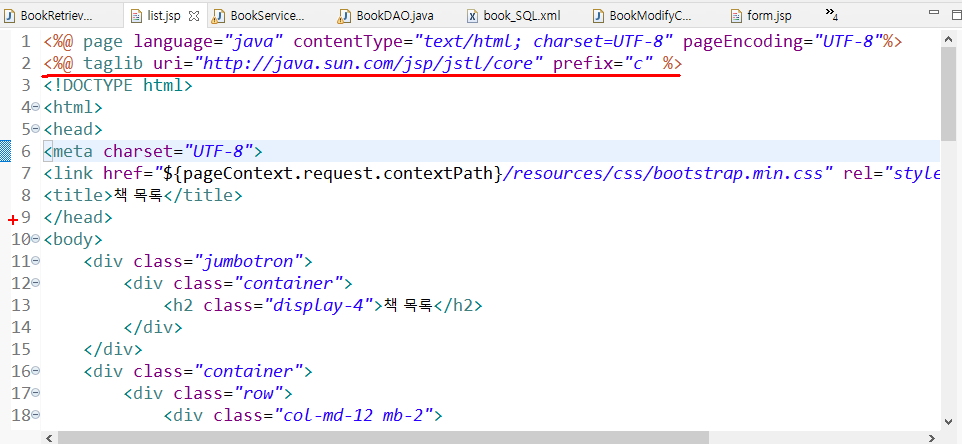 BookRetriev... list.jsp BookService... BookDAO.java book_SQL.xml BookModifyC... form.jsp »4
1 <%@ page language="java" contentType="text/html; charset=UTF-8" pageEncoding="UTF-8"%>
2 <%@ taglib uri="http://java.sun.com/jsp/jstl/core" prefix="c" %>
3 <!DOCTYPE html>
4 <html>
5 <head>
6 <meta charset="UTF-8">
7 <link href="${pageContext.request.contextPath}/resources/css/bootstrap.min.css" rel="style
8 <title>책 목록</title>
9 </head>
10 <body>
11 <div class="jumbotron">
12 <div class="container">
13 <h2 class="display-4">책 목록</h2>
14 </div>
15 </div>
16 <div class="container">
17 <div class="row">
18 <div class="col-md-12 mb-2">